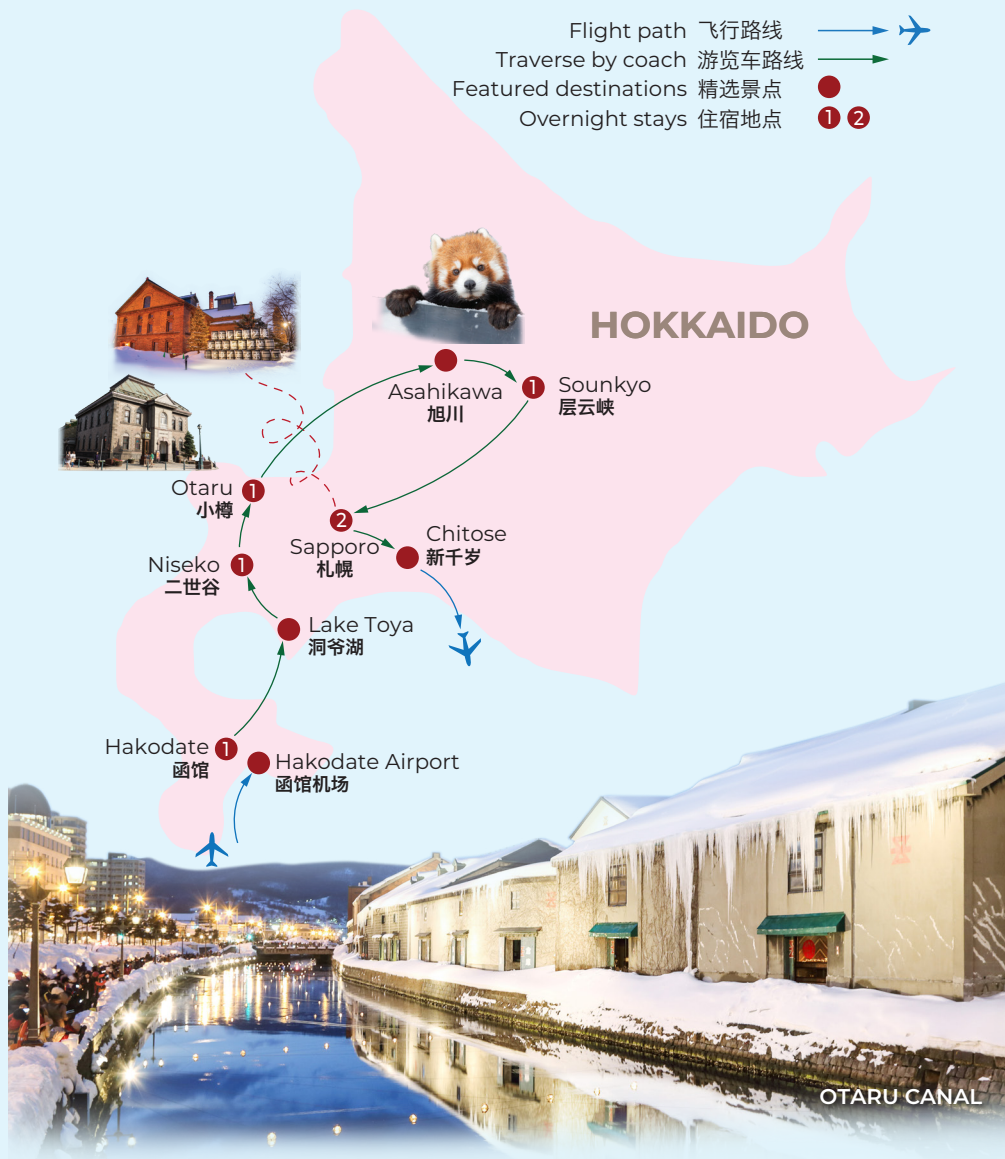 Flight path 飞行路线
Traverse by coach 游览车路线
Featured destinations 精选景点
Overnight stays 住宿地点 1 2
HOKKAIDO
Asahikawa
旭川
1 Sounkyo
层云峡
Otaru 1
小樽
2
Sapporo
札幌
Chitose
新千岁
Niseko 1
二世谷
Lake Toya
洞爷湖
Hakodate 1
函馆
Hakodate Airport
函馆机场
OTARU CANAL